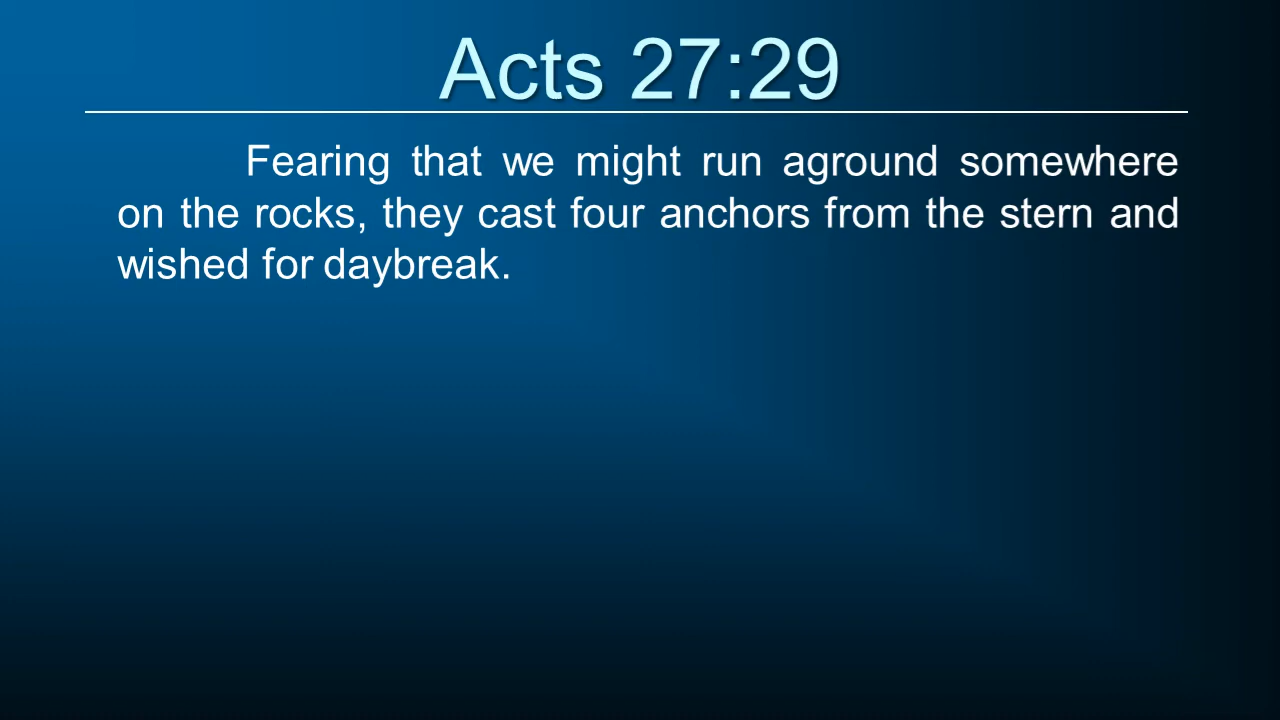 Acts 27:29
Fearing that we might run aground somewhere
on the rocks, they cast four anchors from the stern and
wished for daybreak.